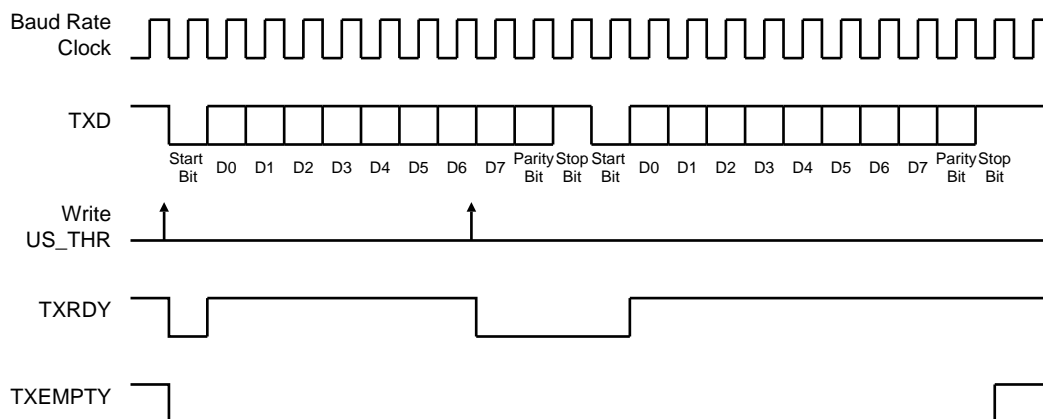 Baud Rate
Clock
TXD
Start
Bit
D0
D1
D2
D3
D4
D5
D6
D7
Parity
Bit
Stop
Bit
Start
Bit
D0
D1
D2
D3
D4
D5
D6
D7
Parity
Bit
Stop
Bit
Write
US_THR
TXRDY
TXEMPTY